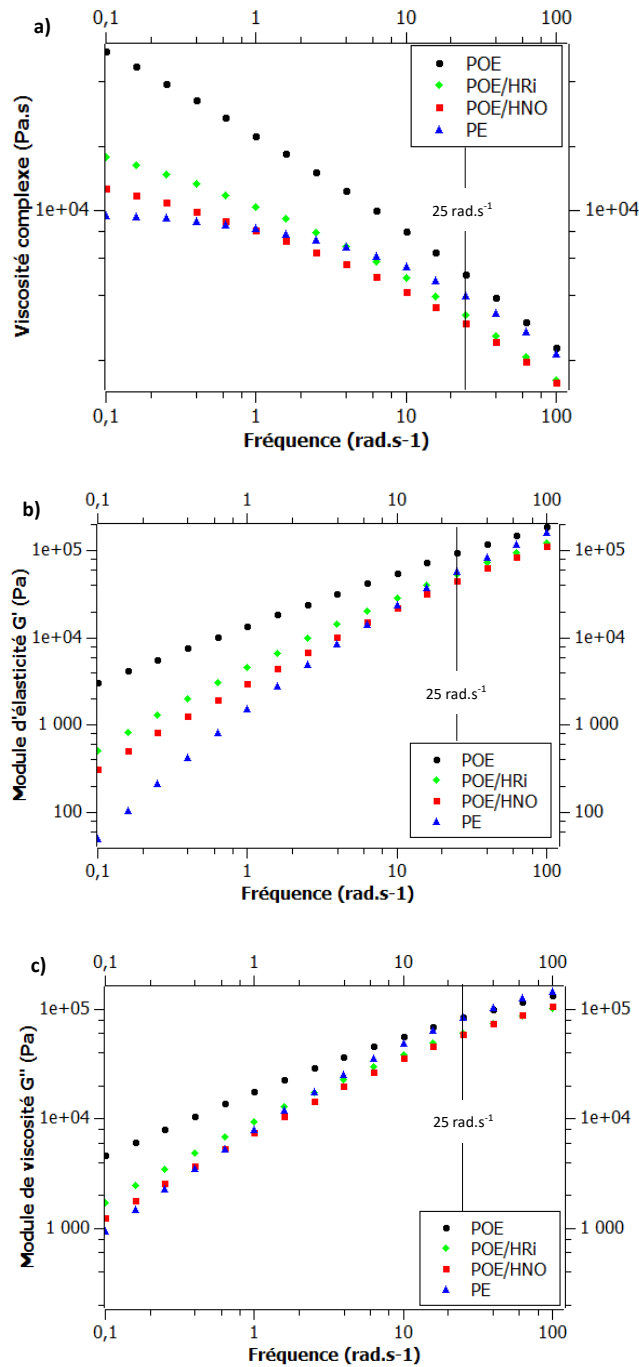 a)
0,1 1 10 100
POE
POE/HRi
POE/HNO
PE
Viscosité complexe (Pa.s)
1e+04
25 rad.s-1
1e+04
0,1 1 10 100
Fréquence (rad.s-1)
b)
0,1 1 10 100
Module d'élasticité G' (Pa)
1e+05
1e+04
1 000
100
25 rad.s-1
1e+05
1e+04
1 000
100
POE
POE/HRi
POE/HNO
PE
0,1 1 10 100
Fréquence (rad.s-1)
c)
0,1 1 10 100
Module de viscosité G" (Pa)
1e+05
1e+04
1 000
25 rad.s-1
1e+05
1e+04
1 000
POE
POE/HRi
POE/HNO
PE
0,1 1 10 100
Fréquence (rad.s-1)